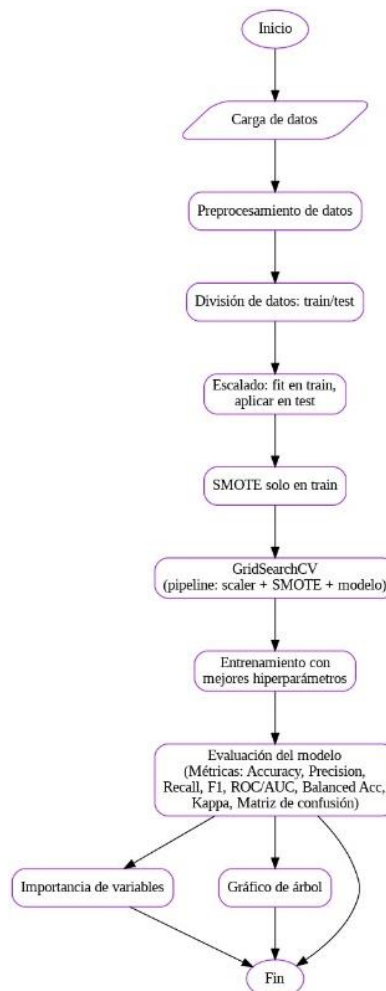 Inicio
Carga de datos
Preprocesamiento de datos
División de datos: train/test
Escalado: fit en train,
aplicar en test
SMOTE solo en train
GridSearchCV
(pipeline: scaler + SMOTE + modelo)
Entrenamiento con
mejores hiperparámetros
Evaluación del modelo
(Métricas: Accuracy, Precision,
Recall, F1, ROC/AUC, Balanced Acc,
Kappa, Matriz de confusión)
Importancia de variables
Gráfico de árbol
Fin